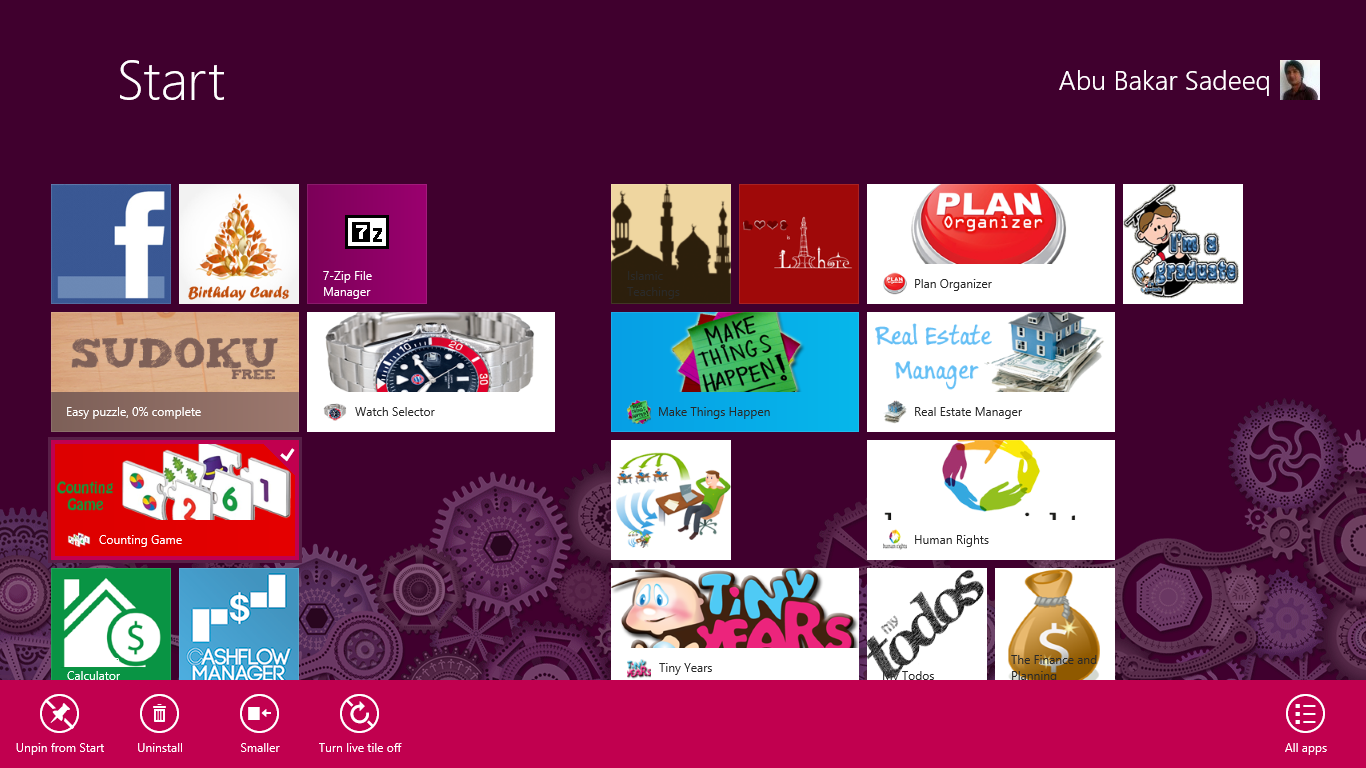 Start
Abu Bakar Sadeeq
f
Birthday Cards
7z
7-Zip File
Manager
Islamic
Teachings
LOVE
Lahore
PLAN
Organizer
Plan Organizer
I'm a
graduate
SUDOKU
FREE
Easy puzzle, 0% complete
Watch Selector
MAKE
THINGS
HAPPEN!
Make Things Happen
Real Estate
Manager
Real Estate Manager
Counting
Game
2 6 1
Counting Game
human rights
Human Rights
$
Calculator
$
CASHFLOW
MANAGER
TINY
YEARS
Tiny Years
my
todos
My Todos
$
The Finance and
Planning
Unpin from Start
Uninstall
Smaller
Turn live tile off
All apps